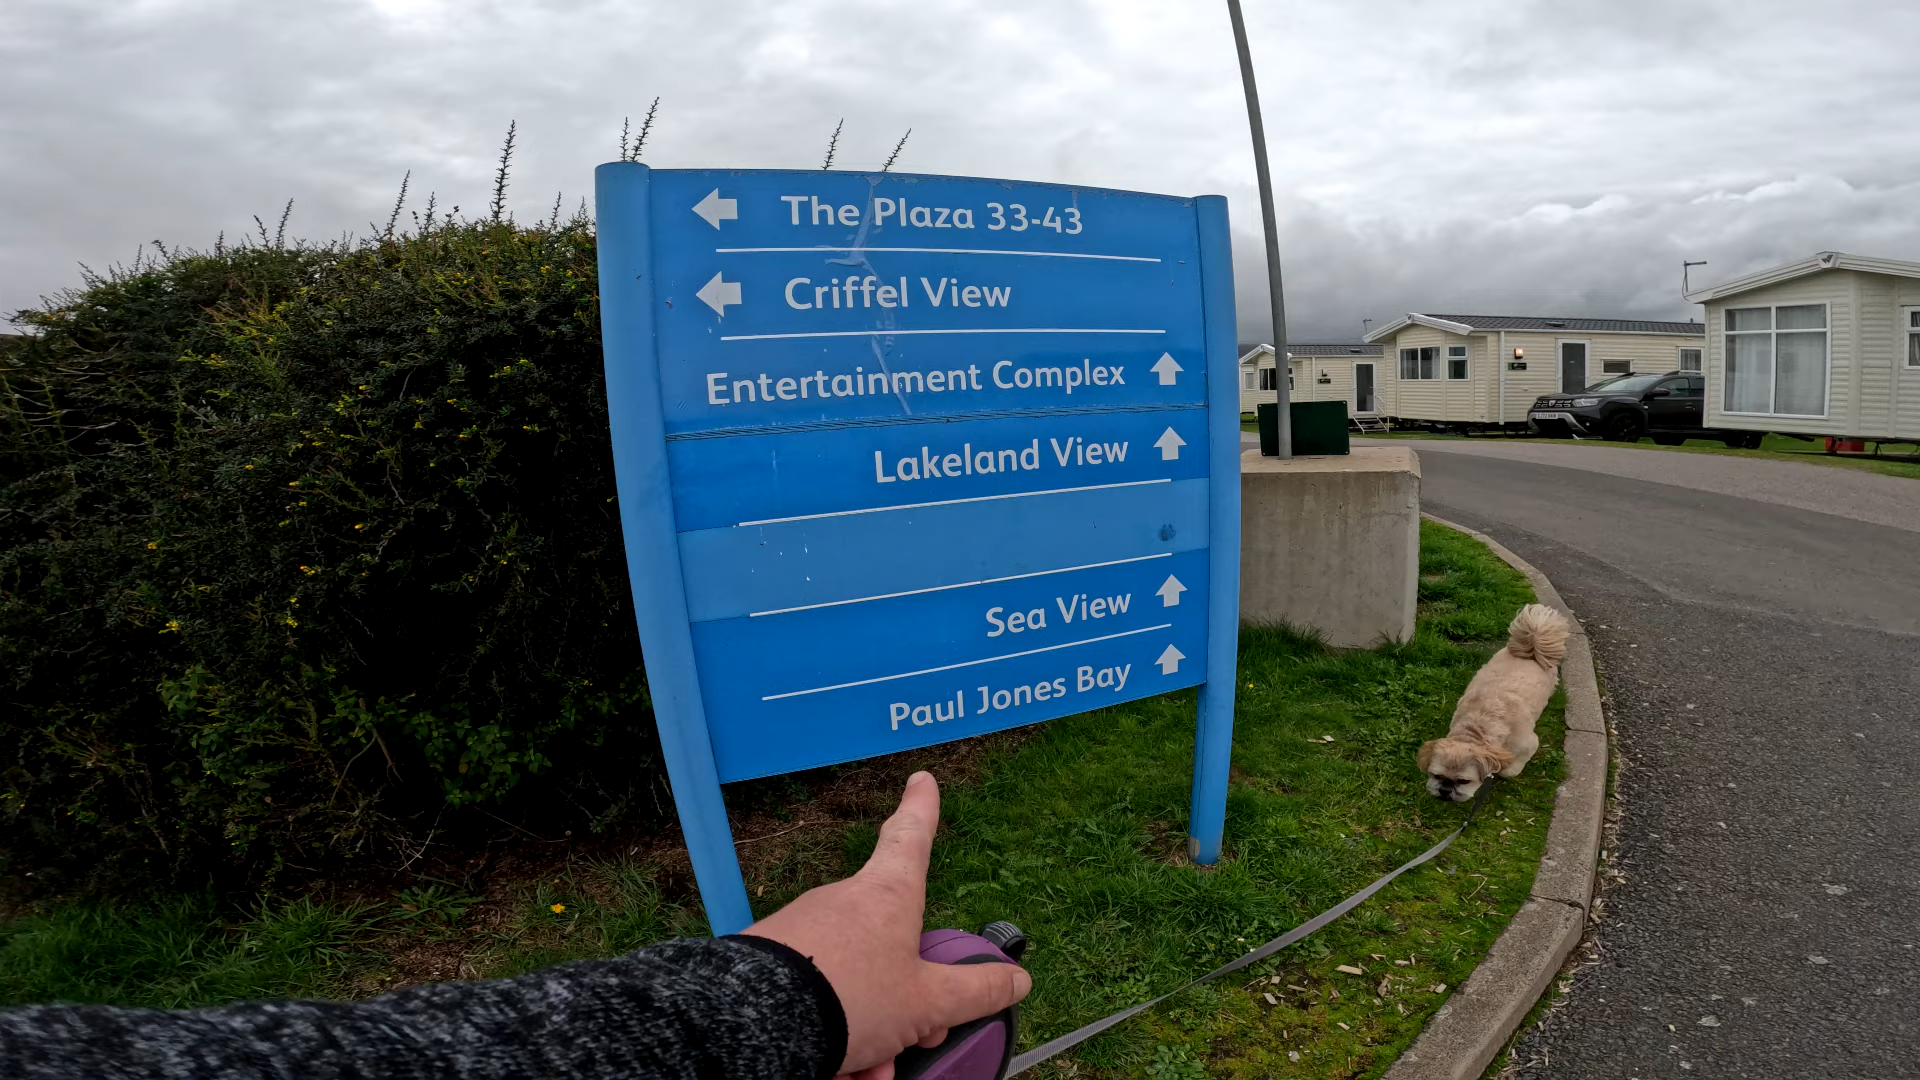 The Plaza 33-43
Criffel View
Entertainment Complex
Lakeland View
Sea View
Paul Jones Bay